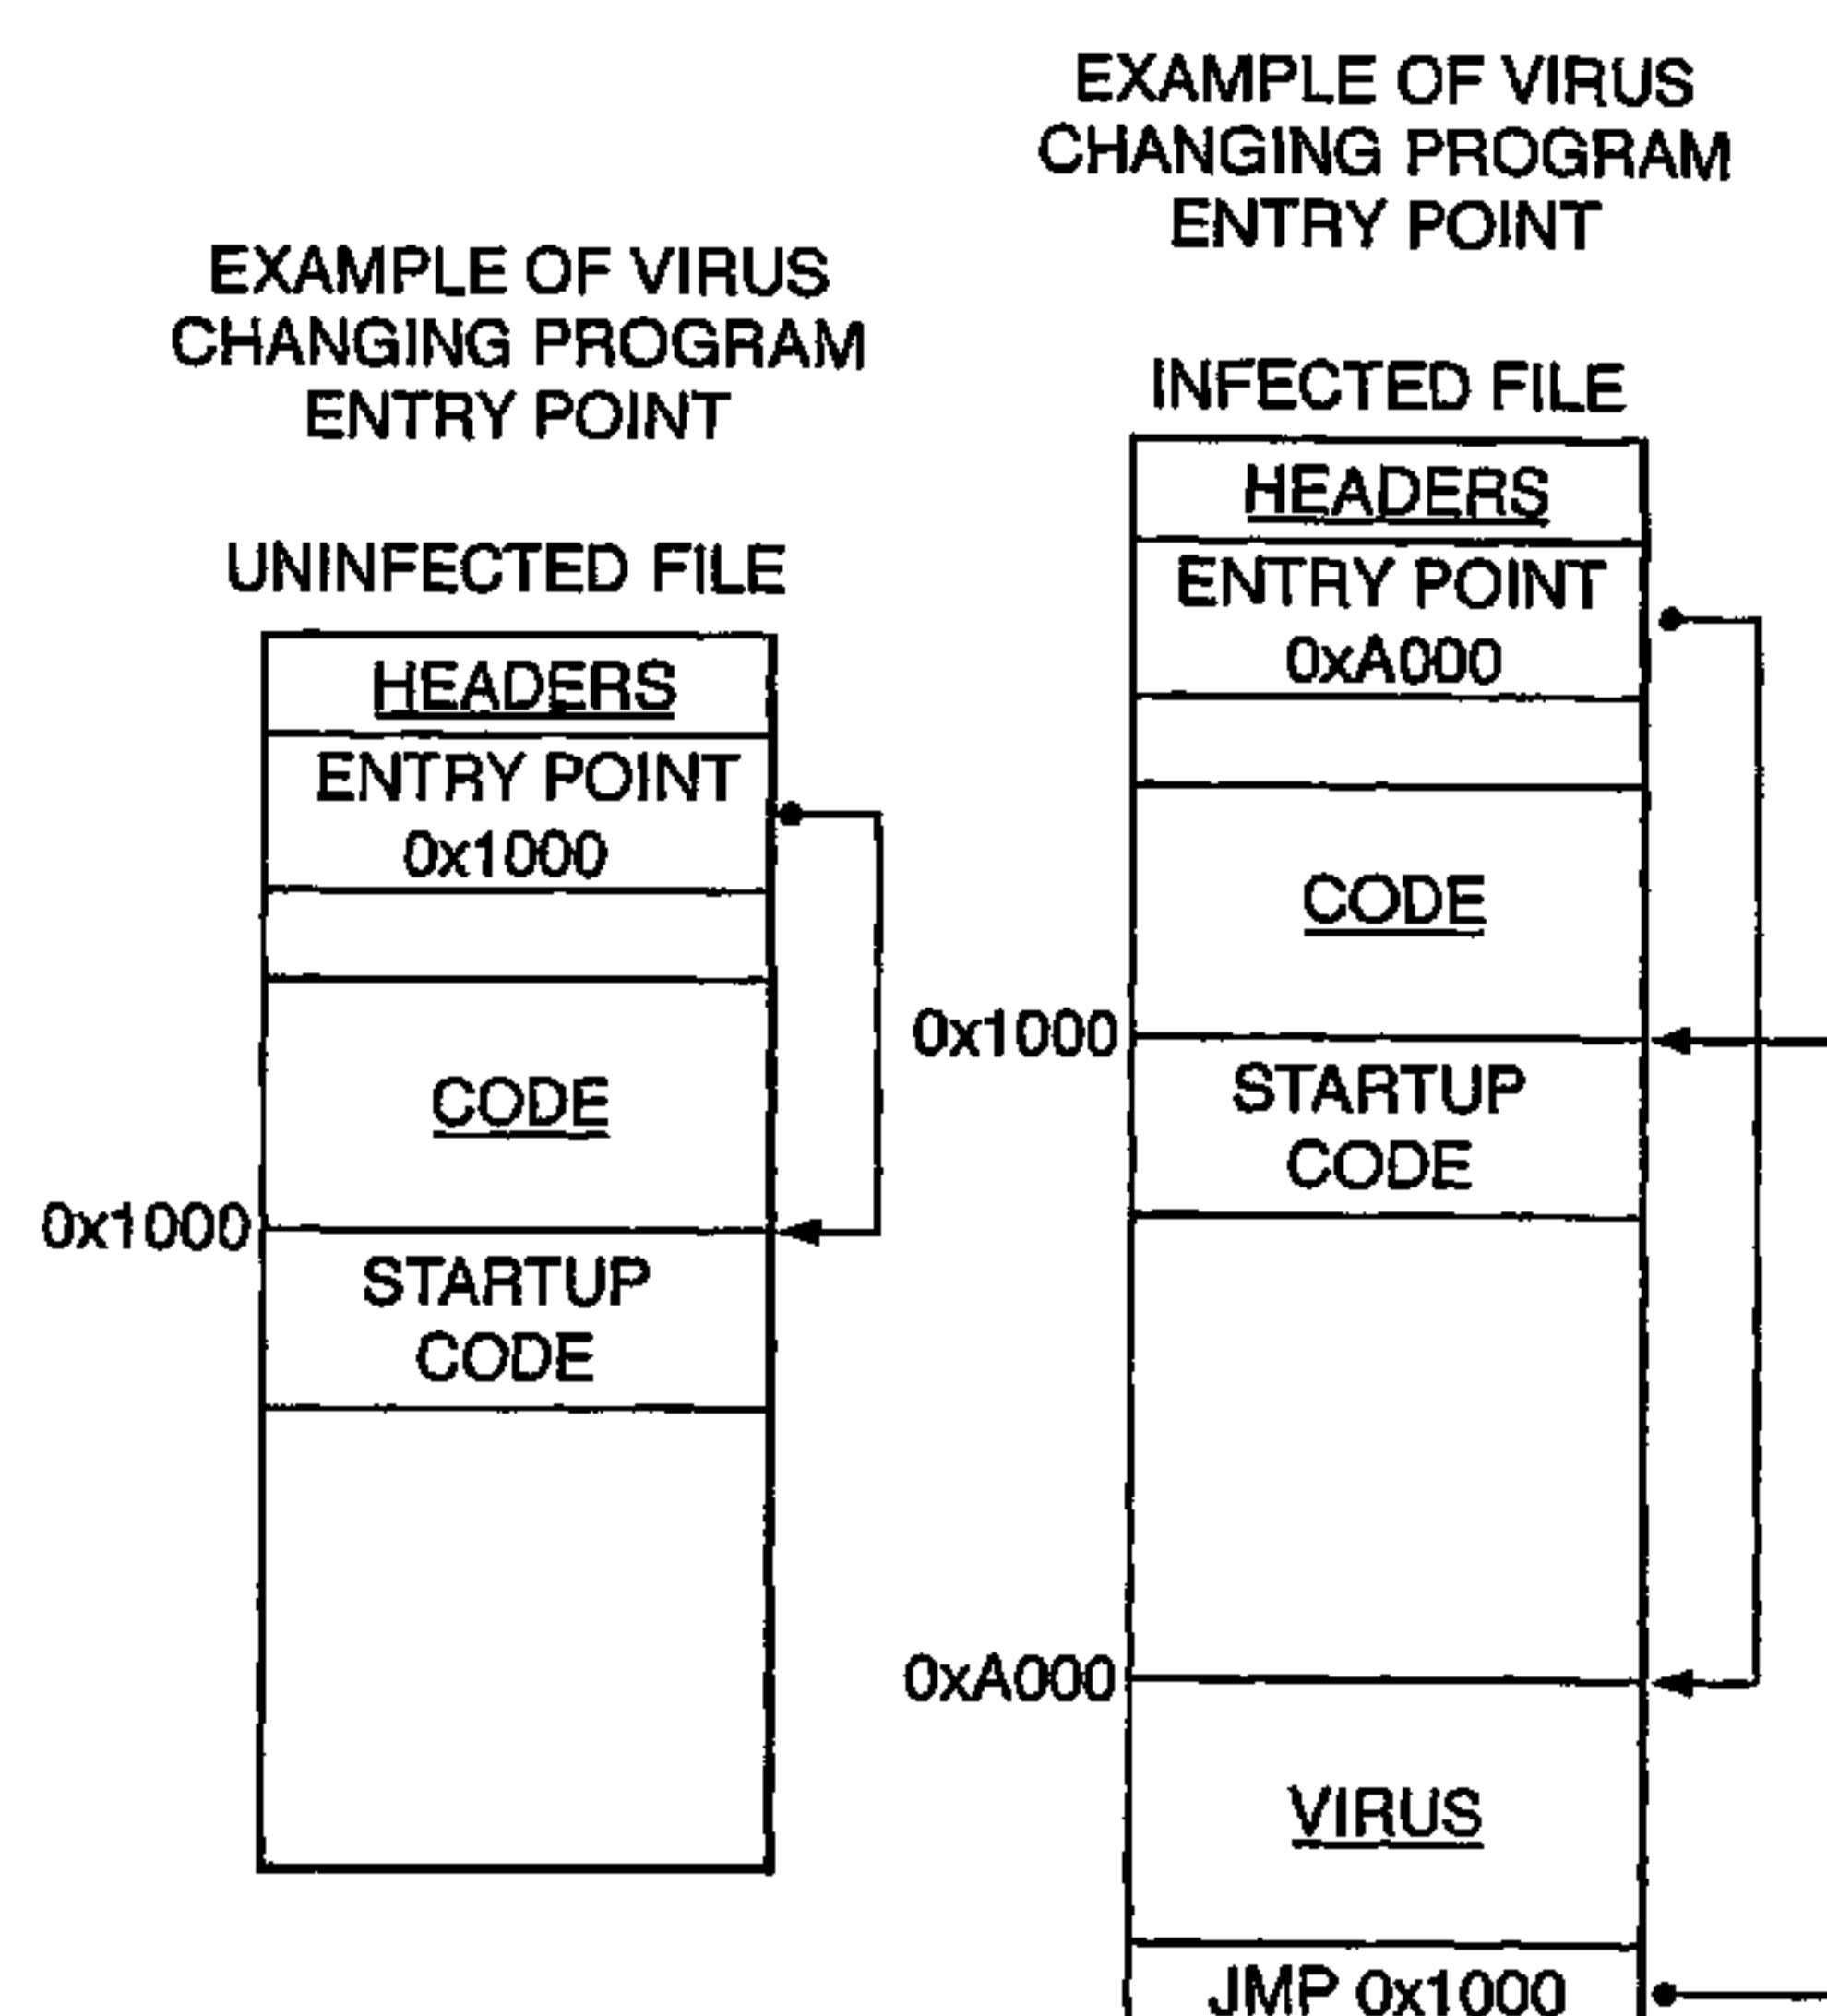 EXAMPLE OF VIRUS
CHANGING PROGRAM
ENTRY POINT
UNINFECTED FILE
HEADERS
ENTRY POINT
0x1000
CODE
0x1000
STARTUP
CODE
EXAMPLE OF VIRUS
CHANGING PROGRAM
ENTRY POINT
INFECTED FILE
HEADERS
ENTRY POINT
0xA000
CODE
0x1000
STARTUP
CODE
0xA000
VIRUS
JMP 0x1000